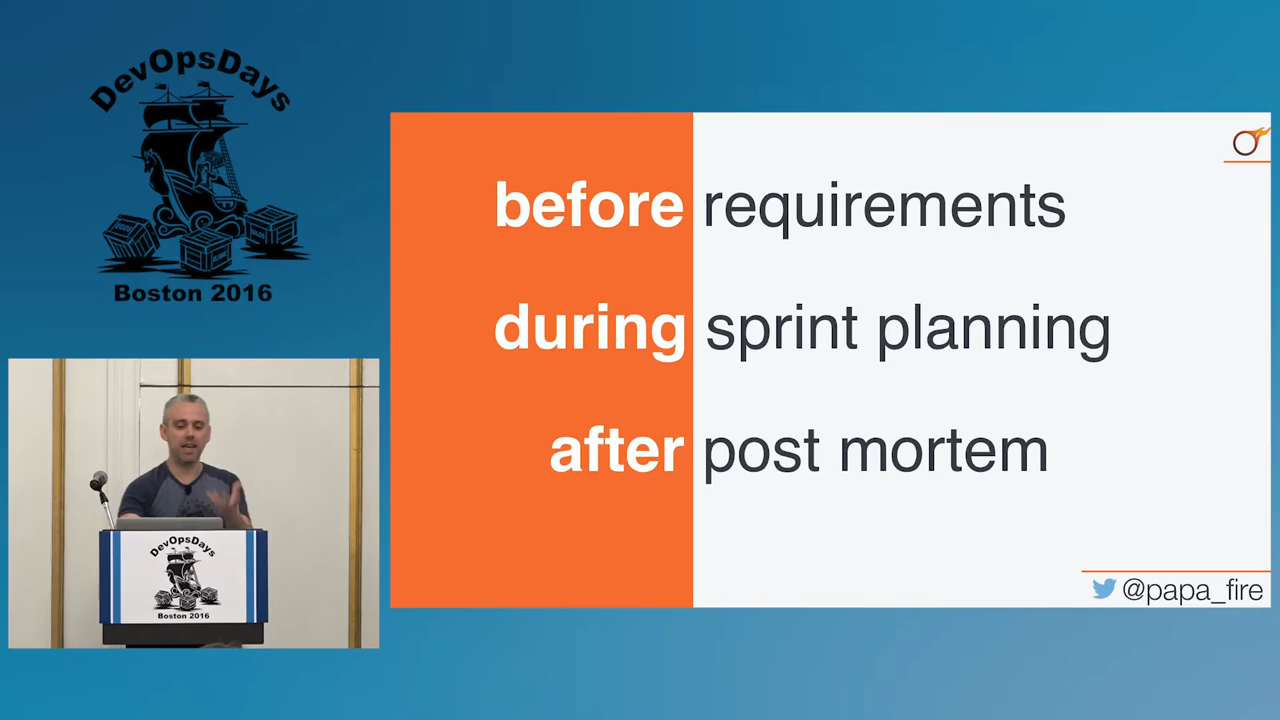 DevOpsDays
Boston 2016
before requirements
during sprint planning
after post mortem
@papa_fire
DevOpsDays
Boston 2016